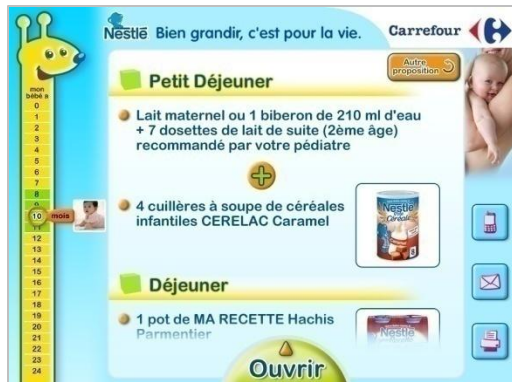 Nestlé Bien grandir, c'est pour la vie.
Carrefour
Autre
proposition
mon
bébé a
0
1
2
3
4
5
6
7
8
9
10 mois
11
12
13
14
15
16
17
18
19
20
21
22
23
24
Petit Déjeuner
Lait maternel ou 1 biberon de 210 ml d'eau
+ 7 dosettes de lait de suite (2ème âge)
recommandé par votre pédiatre
4 cuillères à soupe de céréales
infantiles CERELAC Caramel
Nestlé
Céréale
Déjeuner
1 pot de MA RECETTE Hachis
Parmentier
Nestlé
Ouvrir